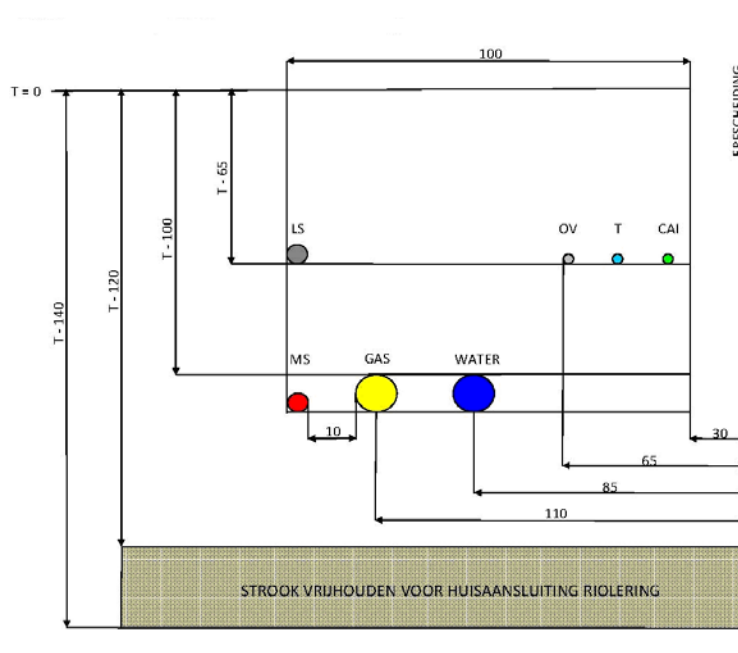 100
T = 0
T - 65
LS
OV
T
CAI
T - 100
T - 120
T - 140
MS
GAS
WATER
10
30
65
85
110
STROOK VRIJHOUDEN VOOR HUISAANSLUITING RIOLERING